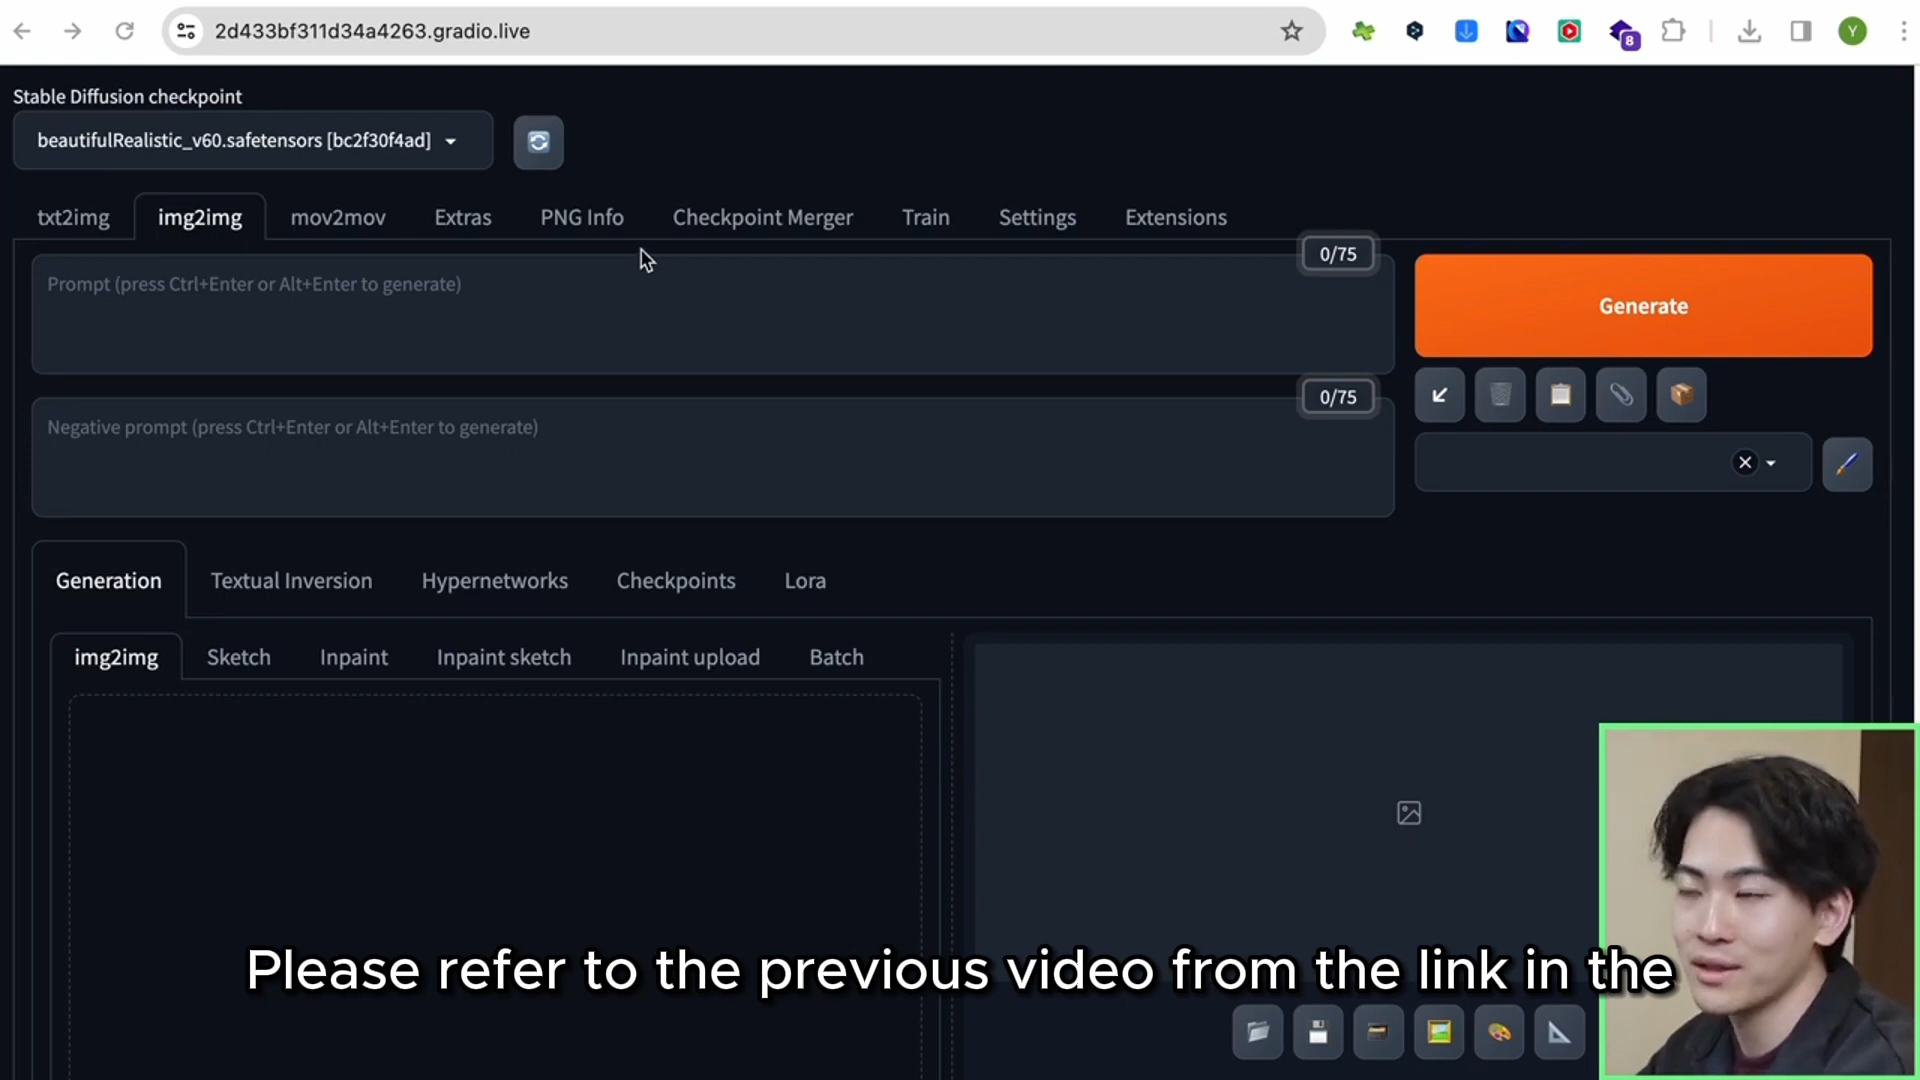 2d433bf311d34a4263.gradio.live
8
Y
Stable Diffusion checkpoint
beautifulRealistic_v60.safetensors [bc2f30f4ad]
txt2img img2img mov2mov Extras PNG Info Checkpoint Merger Train Settings Extensions
0/75
Prompt (press Ctrl+Enter or Alt+Enter to generate)
Generate
0/75
Negative prompt (press Ctrl+Enter or Alt+Enter to generate)
Generation Textual Inversion Hypernetworks Checkpoints Lora
img2img Sketch Inpaint Inpaint sketch Inpaint upload Batch
Please refer to the previous video from the link in the